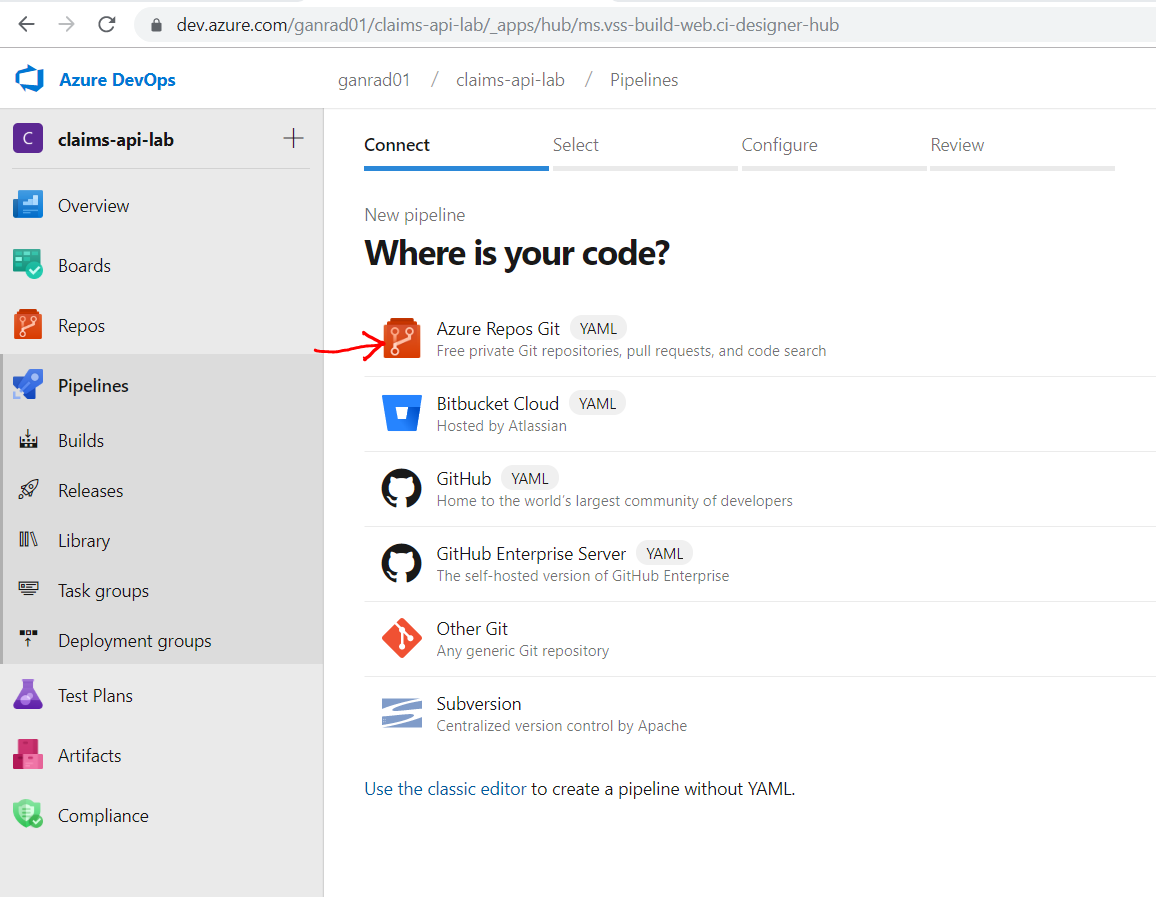 dev.azure.com/ganrad01/claims-api-lab/_apps/hub/ms.vss-build-web.ci-designer-hub
Azure DevOps
ganrad01 / claims-api-lab / Pipelines
C claims-api-lab
Overview
Boards
Repos
Pipelines
Builds
Releases
Library
Task groups
Deployment groups
Test Plans
Artifacts
Compliance
Connect Select Configure Review
New pipeline
Where is your code?
Azure Repos Git YAML
Free private Git repositories, pull requests, and code search
Bitbucket Cloud YAML
Hosted by Atlassian
GitHub YAML
Home to the world's largest community of developers
GitHub Enterprise Server YAML
The self-hosted version of GitHub Enterprise
Other Git
Any generic Git repository
Subversion
Centralized version control by Apache
Use the classic editor to create a pipeline without YAML.